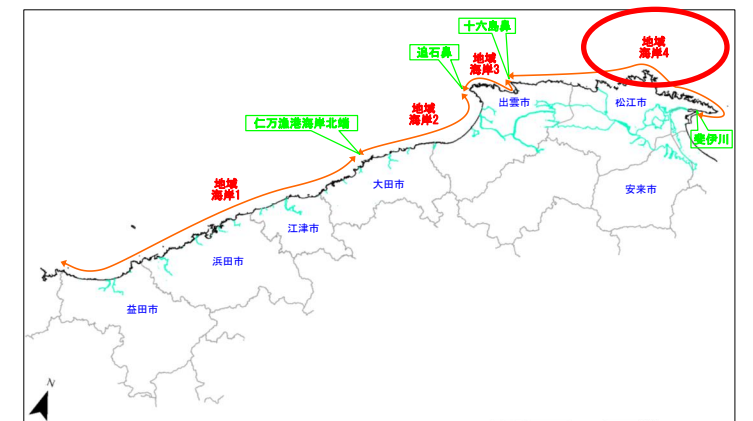 十六島鼻
地域
海岸4
追石鼻
地域
海岸3
出雲市
松江市
地域
海岸2
仁万漁港海岸北端
斐伊川
大田市
安来市
地域
海岸1
江津市
浜田市
益田市
N